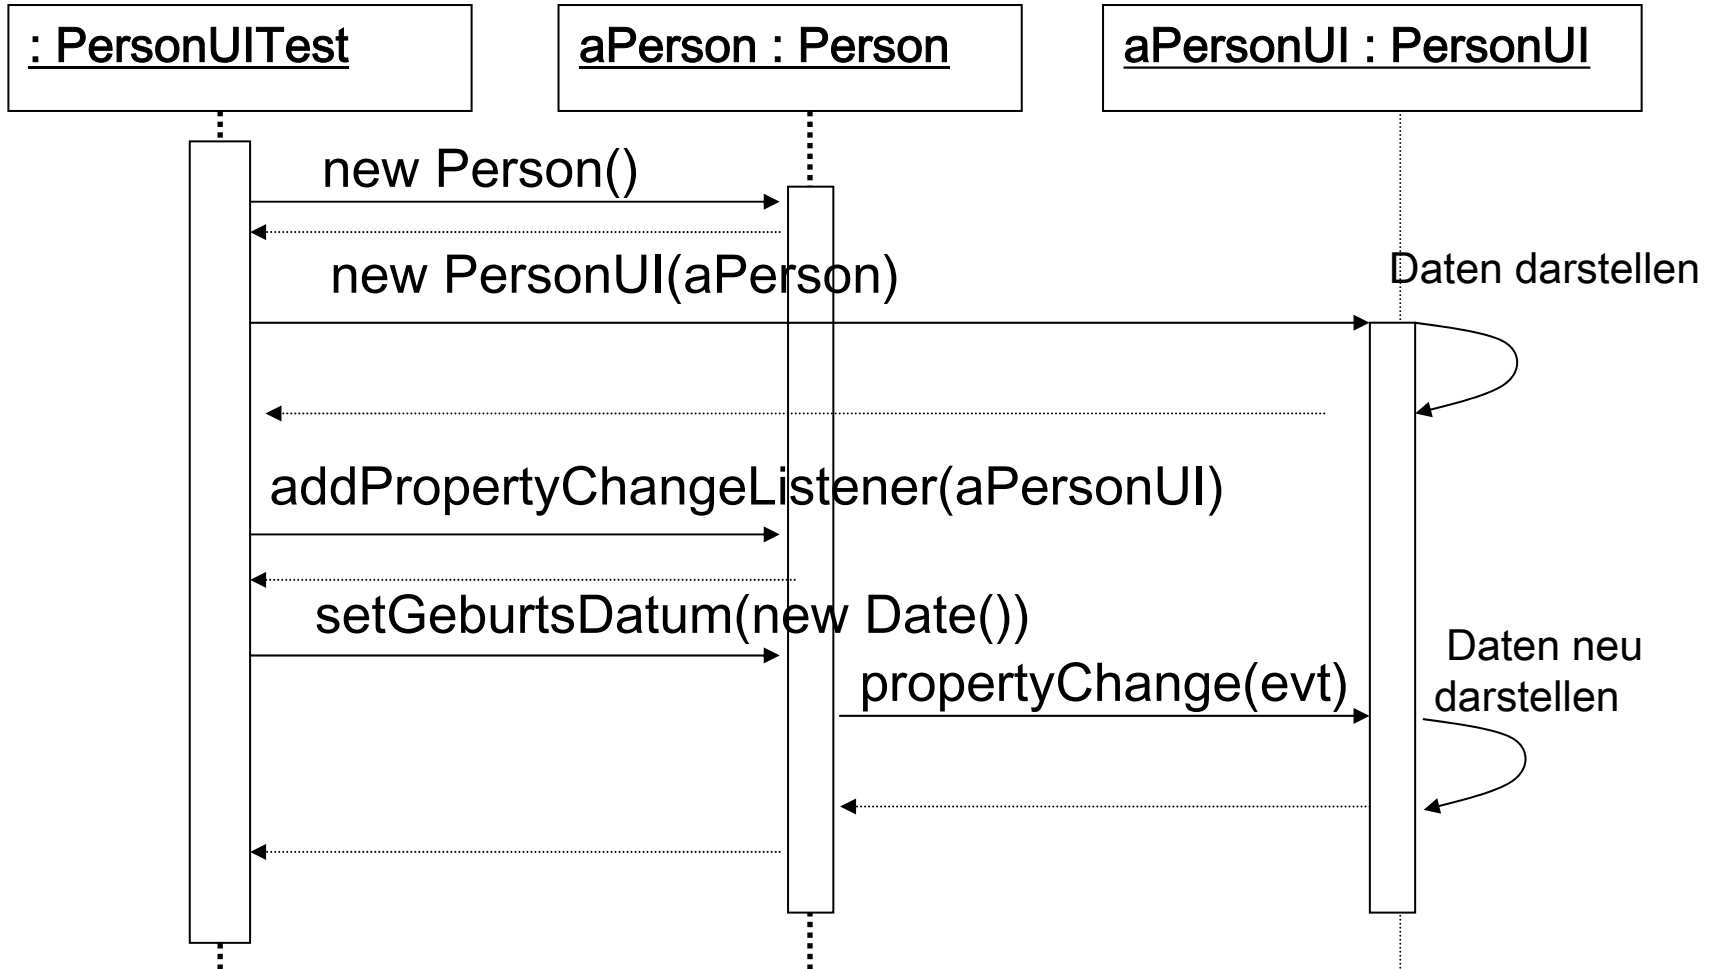 : PersonUITest
aPerson : Person
aPersonUI : PersonUI
new Person()
new PersonUI(aPerson)
Daten darstellen
addPropertyChangeListener(aPersonUI)
setGeburtsDatum(new Date())
propertyChange(evt)
Daten neu
darstellen